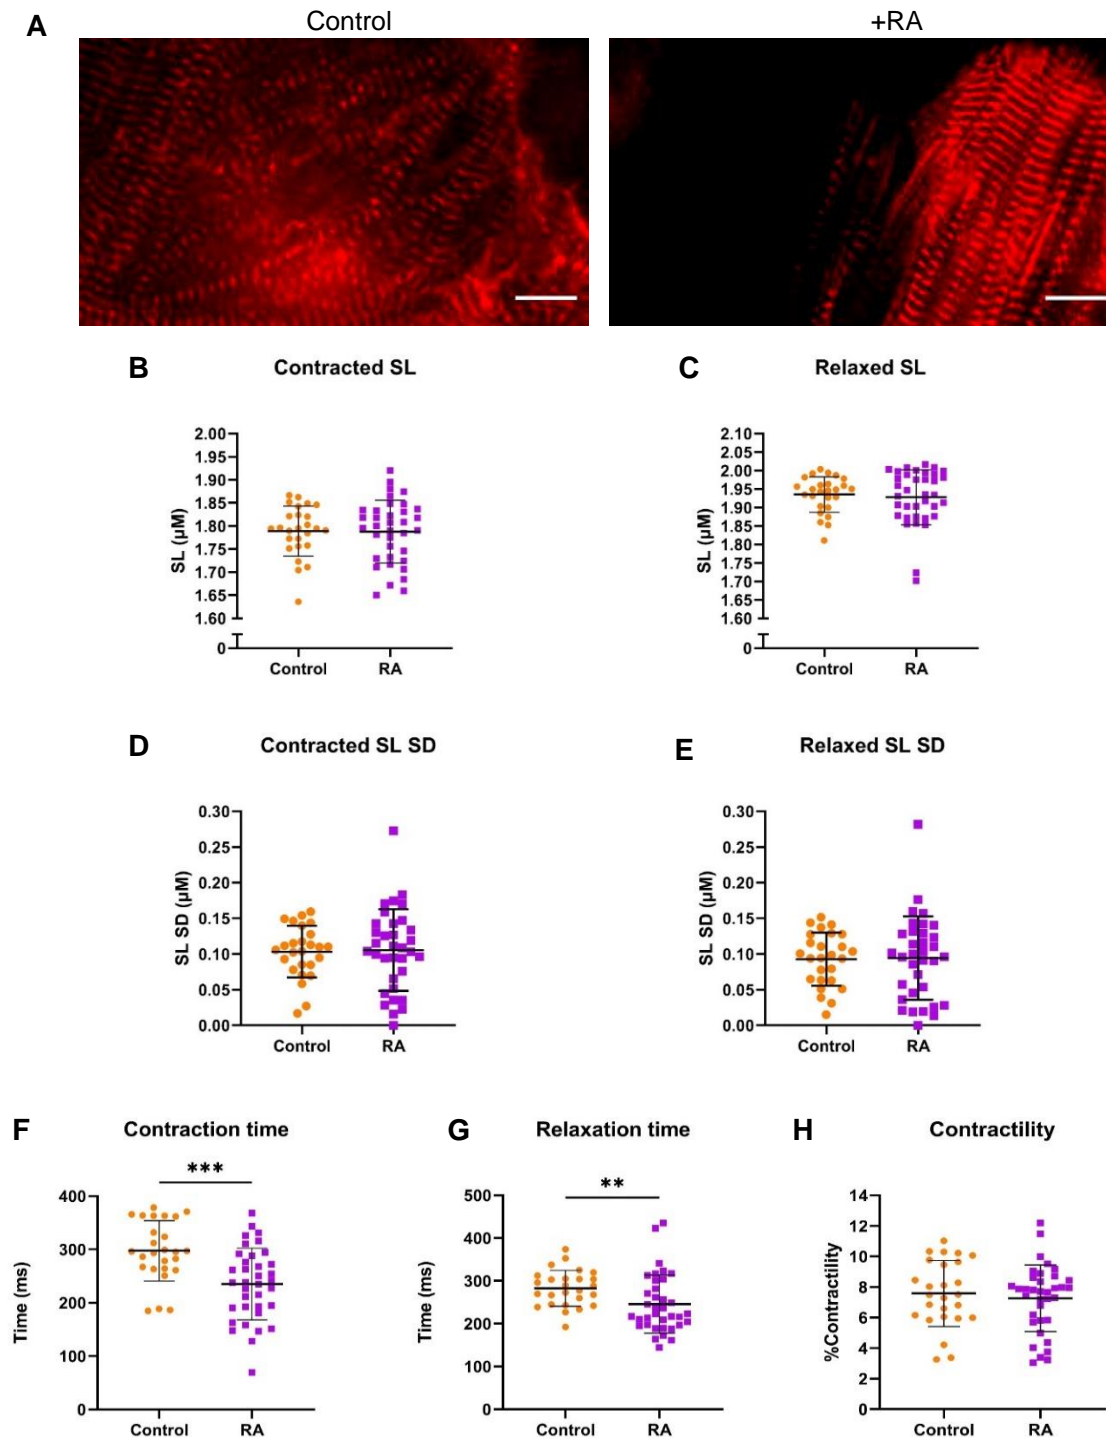 A
Control
+RA
B
Contracted SL
SL (µM)
2.00
1.95
1.90
1.85
1.80
1.75
1.70
1.65
1.60
0
Control
RA
C
Relaxed SL
SL (µM)
2.10
2.05
2.00
1.95
1.90
1.85
1.80
1.75
1.70
1.65
1.60
0
Control
RA
D
Contracted SL SD
SL SD (µM)
0.30
0.25
0.20
0.15
0.10
0.05
0.00
Control
RA
E
Relaxed SL SD
SL SD (µM)
0.30
0.25
0.20
0.15
0.10
0.05
0.00
Control
RA
F
Contraction time
***
Time (ms)
400
300
200
100
0
Control
RA
G
Relaxation time
**
Time (ms)
500
400
300
200
100
0
Control
RA
H
Contractility
%Contractility
14
12
10
8
6
4
2
0
Control
RA